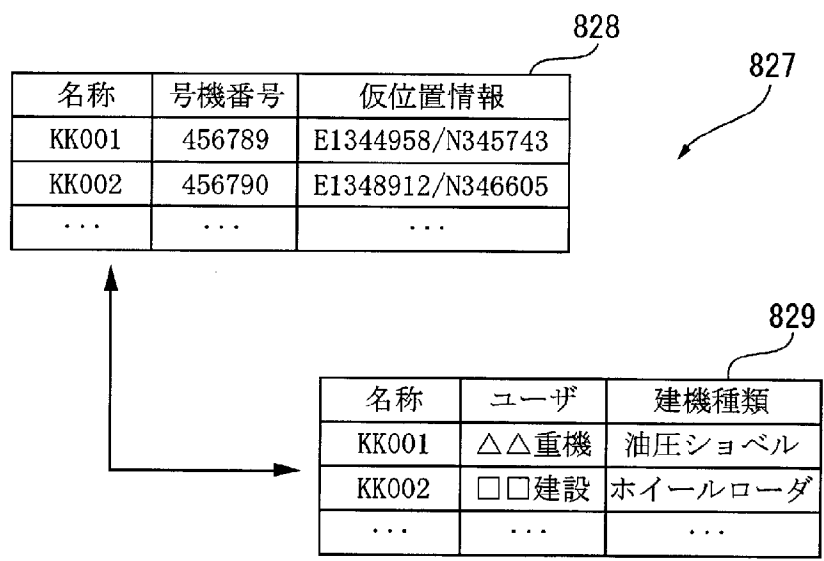 828
827
名称 号機番号 仮位置情報
KK001 456789 E1344958/N345743
KK002 456790 E1348912/N346605
... ... ...
829
名称 ユーザ 建機種類
KK001 △△重機 油圧ショベル
KK002 □□建設 ホイールローダ
... ... ...